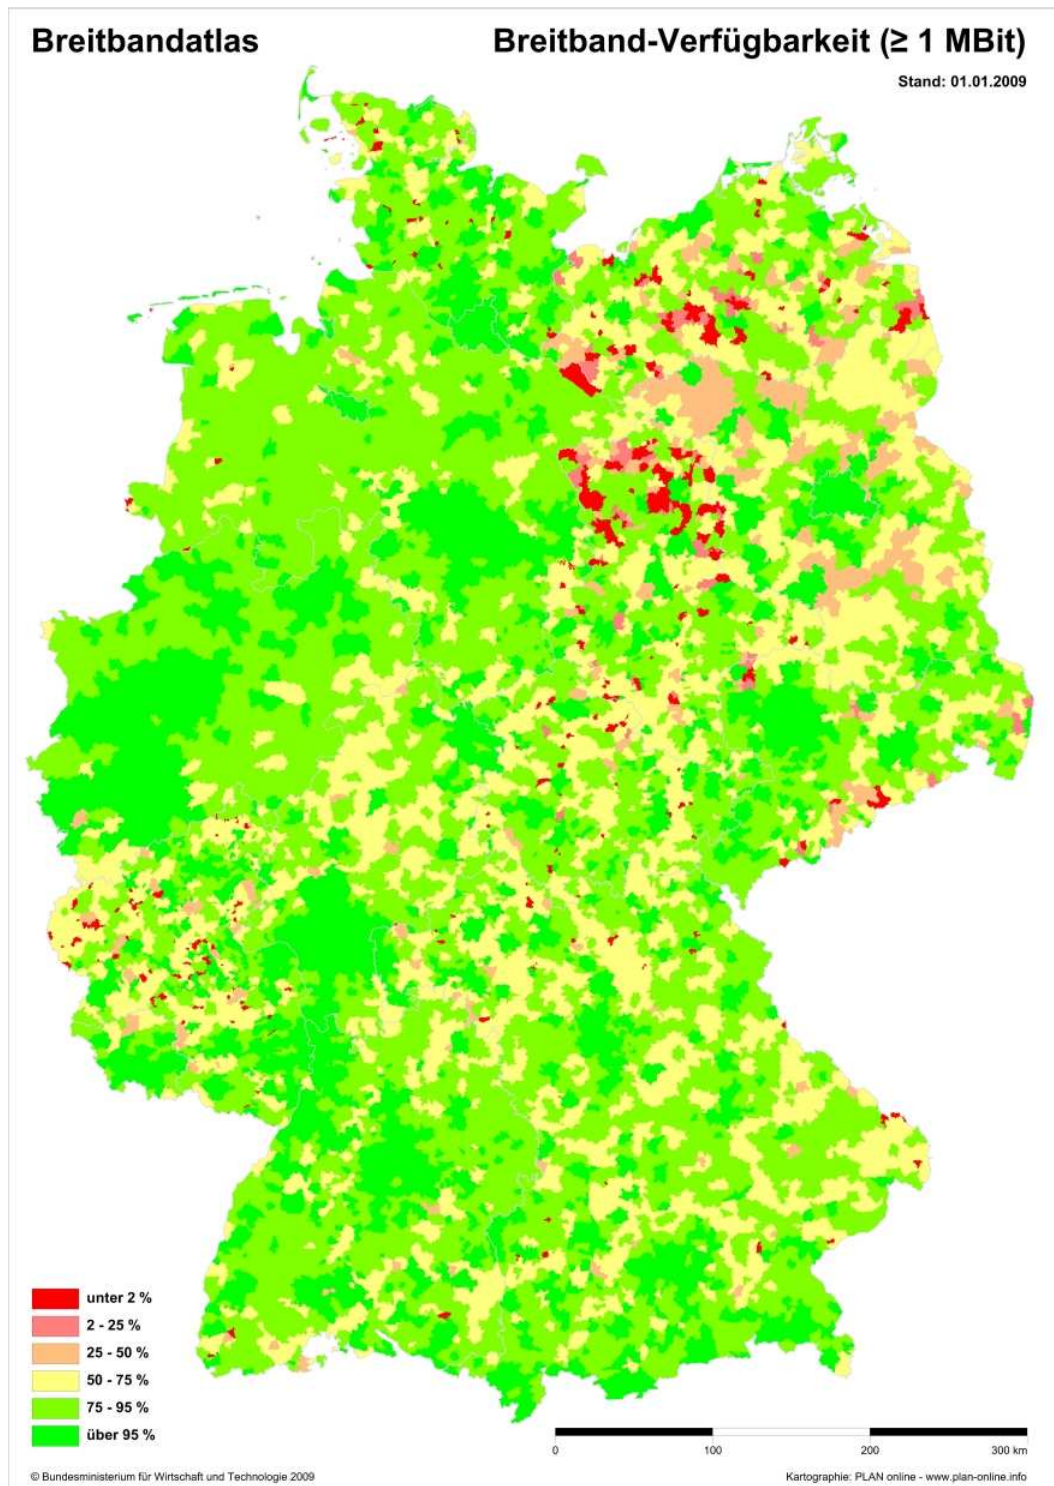 Breitbandatlas
Breitband-Verfügbarkeit (≥ 1 MBit)
Stand: 01.01.2009
unter 2 %
2 - 25 %
25 - 50 %
50 - 75 %
75 - 95 %
über 95 %
0 100 200 300 km
© Bundesministerium für Wirtschaft und Technologie 2009
Kartographie: PLAN online - www.plan-online.info